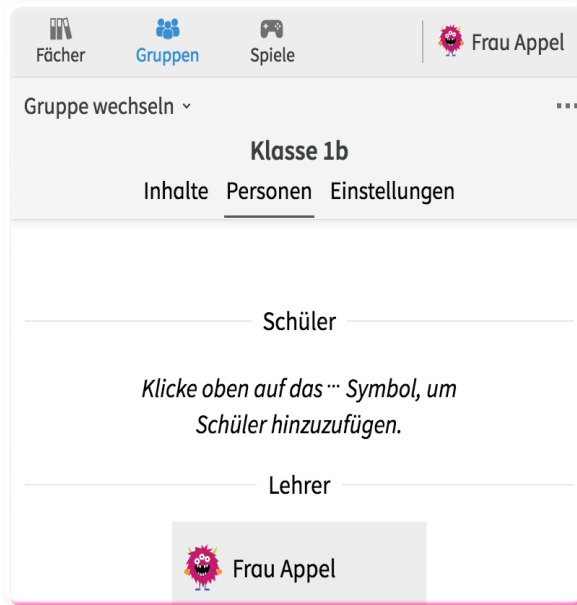 Fächer Gruppen Spiele Frau Appel
Gruppe wechseln
Klasse 1b
Inhalte Personen Einstellungen
Schüler
Klicke oben auf das ··· Symbol, um
Schüler hinzuzufügen.
Lehrer
Frau Appel